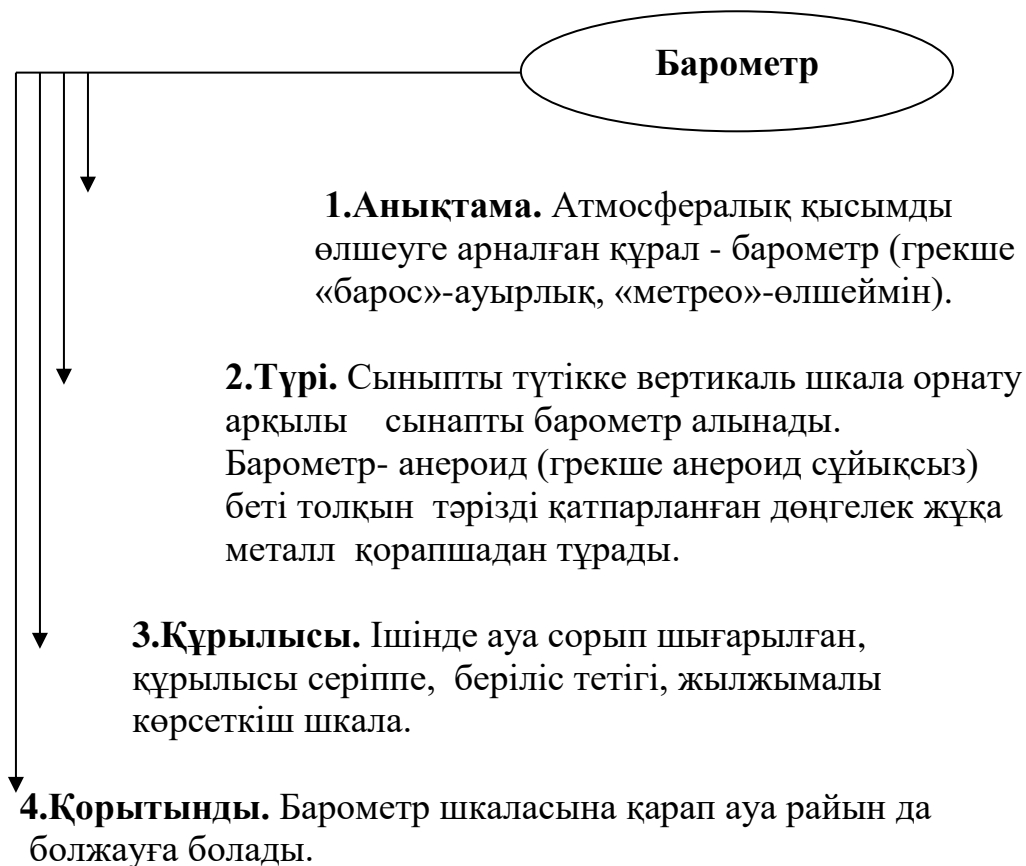 Барометр
1.Анықтама. Атмосфералық қысымды
өлшеуге арналған құрал - барометр (грекше
«барос»-ауырлық, «метрео»-өлшеймін).
2.Түрі. Сыныпты түтікке вертикаль шкала орнату
арқылы сынапты барометр алынады.
Барометр- анероид (грекше анероид сұйықсыз)
беті толқын тәрізді қатпарланған дөңгелек жұқа
металл қорапшадан тұрады.
3.Құрылысы. Ішінде ауа сорып шығарылған,
құрылысы серіппе, беріліс тетігі, жылжымалы
көрсеткіш шкала.
4.Қорытынды. Барометр шкаласына қарап ауа райын да
болжауға болады.